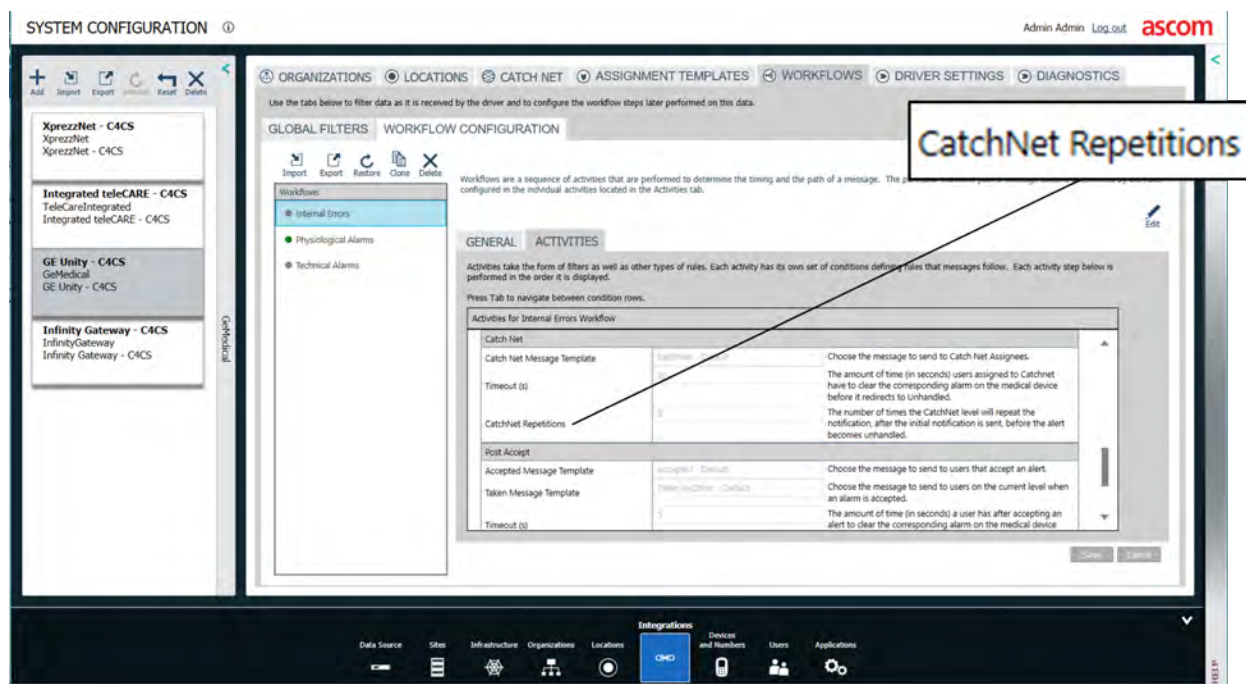 SYSTEM CONFIGURATION
Admin Admin Log out ascom
Add Import Export Reset Delete
XprezzNet - C4CS
XprezzNet
XprezzNet - C4CS
Integrated teleCARE - C4CS
TeleCareIntegrated
Integrated teleCARE - C4CS
GE Unity - C4CS
GeMedical
GE Unity - C4CS
Infinity Gateway - C4CS
InfinityGateway
Infinity Gateway - C4CS
GeMedical
ORGANIZATIONS LOCATIONS CATCH NET ASSIGNMENT TEMPLATES WORKFLOWS DRIVER SETTINGS DIAGNOSTICS
Use the tabs below to filter data as it is received by the driver and to configure the workflow steps later performed on this data.
GLOBAL FILTERS WORKFLOW CONFIGURATION
CatchNet Repetitions
Import Export Restore Clone Delete
Workflows
Internal Errors
Physiological Alarms
Technical Alarms
Workflows are a sequence of activities that are performed to determine the timing and the path of a message. The
configured in the individual activities located in the Activities tab.
Edit
GENERAL ACTIVITIES
Activities take the form of filters as well as other types of rules. Each activity has its own set of conditions defining rules that messages follow. Each activity step below is
performed in the order it is displayed.
Press Tab to navigate between condition rows.
Activities for Internal Errors Workflow
Catch Net
Catch Net Message Template Choose the message to send to Catch Net Assignees.
Timeout (s) The amount of time (in seconds) users assigned to Catchnet
have to clear the corresponding alarm on the medical device
before it redirects to Unhandled.
CatchNet Repetitions The number of times the CatchNet level will repeat the
notification, after the initial notification is sent, before the alert
becomes unhandled.
Post Accept
Accepted Message Template Accepted - Default Choose the message to send to users that accept an alert.
Taken Message Template Choose the message to send to users on the current level when
an alarm is accepted.
Timeout (s) The amount of time (in seconds) a user has after accepting an
alert to clear the corresponding alarm on the medical device
Save Cancel
Integrations
Data Source Sites Infrastructure Organizations Locations Devices and Numbers Users Applications
HELP